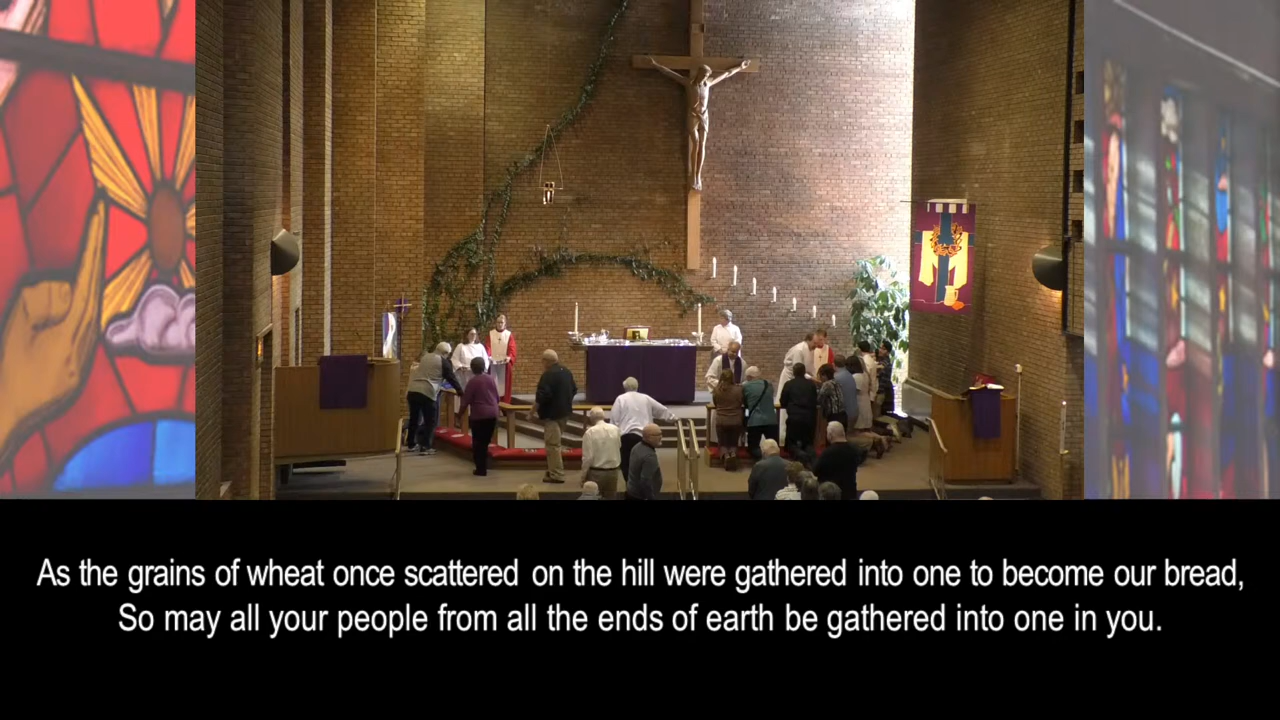 As the grains of wheat once scattered on the hill were gathered into one to become our bread,
So may all your people from all the ends of earth be gathered into one in you.